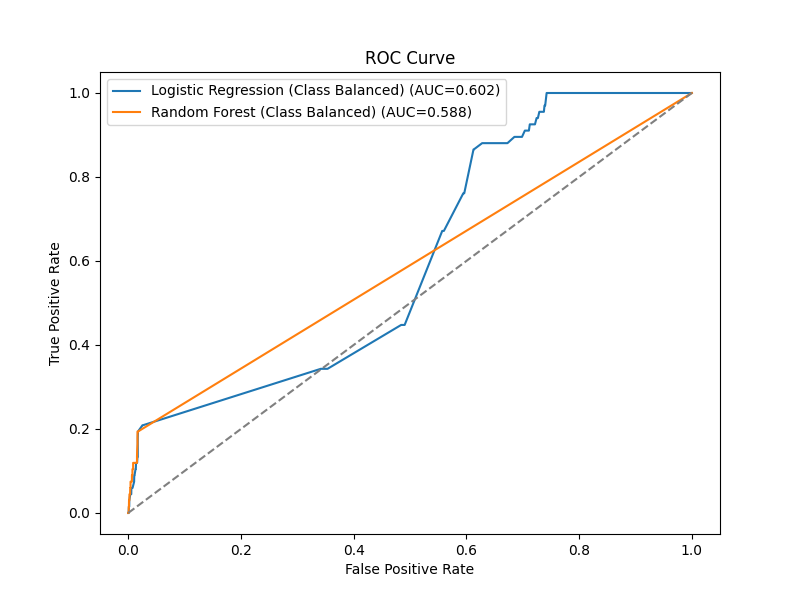 ROC Curve
Logistic Regression (Class Balanced) (AUC=0.602)
Random Forest (Class Balanced) (AUC=0.588)
True Positive Rate
1.0
0.8
0.6
0.4
0.2
0.0
0.0 0.2 0.4 0.6 0.8 1.0
False Positive Rate